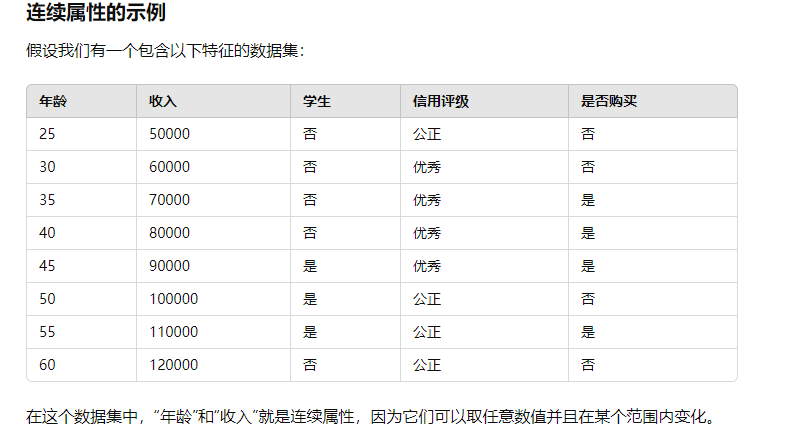 连续属性的示例
假设我们有一个包含以下特征的数据集：
年龄 收入 学生 信用评级 是否购买
25 50000 否 公正 否
30 60000 否 优秀 否
35 70000 否 优秀 是
40 80000 否 优秀 是
45 90000 是 优秀 是
50 100000 是 公正 否
55 110000 是 公正 是
60 120000 否 公正 否
在这个数据集中，“年龄”和“收入”就是连续属性，因为它们可以取任意数值并且在某个范围内变化。